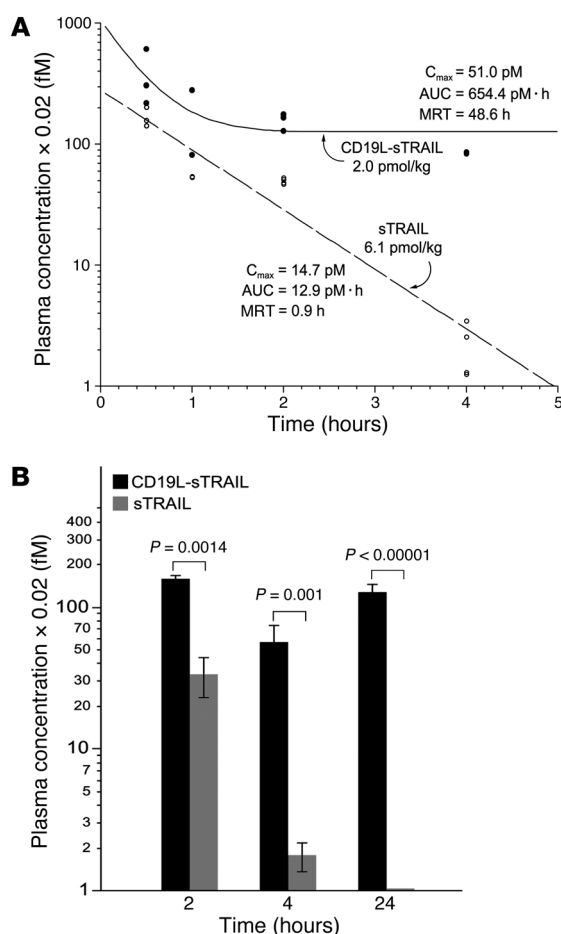 A
Plasma concentration × 0.02 (fM)
1000
100
10
1
Cmax = 51.0 pM
AUC = 654.4 pM·h
MRT = 48.6 h
CD19L-sTRAIL
2.0 pmol/kg
sTRAIL
6.1 pmol/kg
Cmax = 14.7 pM
AUC = 12.9 pM·h
MRT = 0.9 h
0 1 2 3 4 5
Time (hours)
B
Plasma concentration × 0.02 (fM)
CD19L-sTRAIL
sTRAIL
400
300
200
100
70
50
30
20
10
7
5
3
2
1
P = 0.0014
P = 0.001
P < 0.00001
2 4 24
Time (hours)